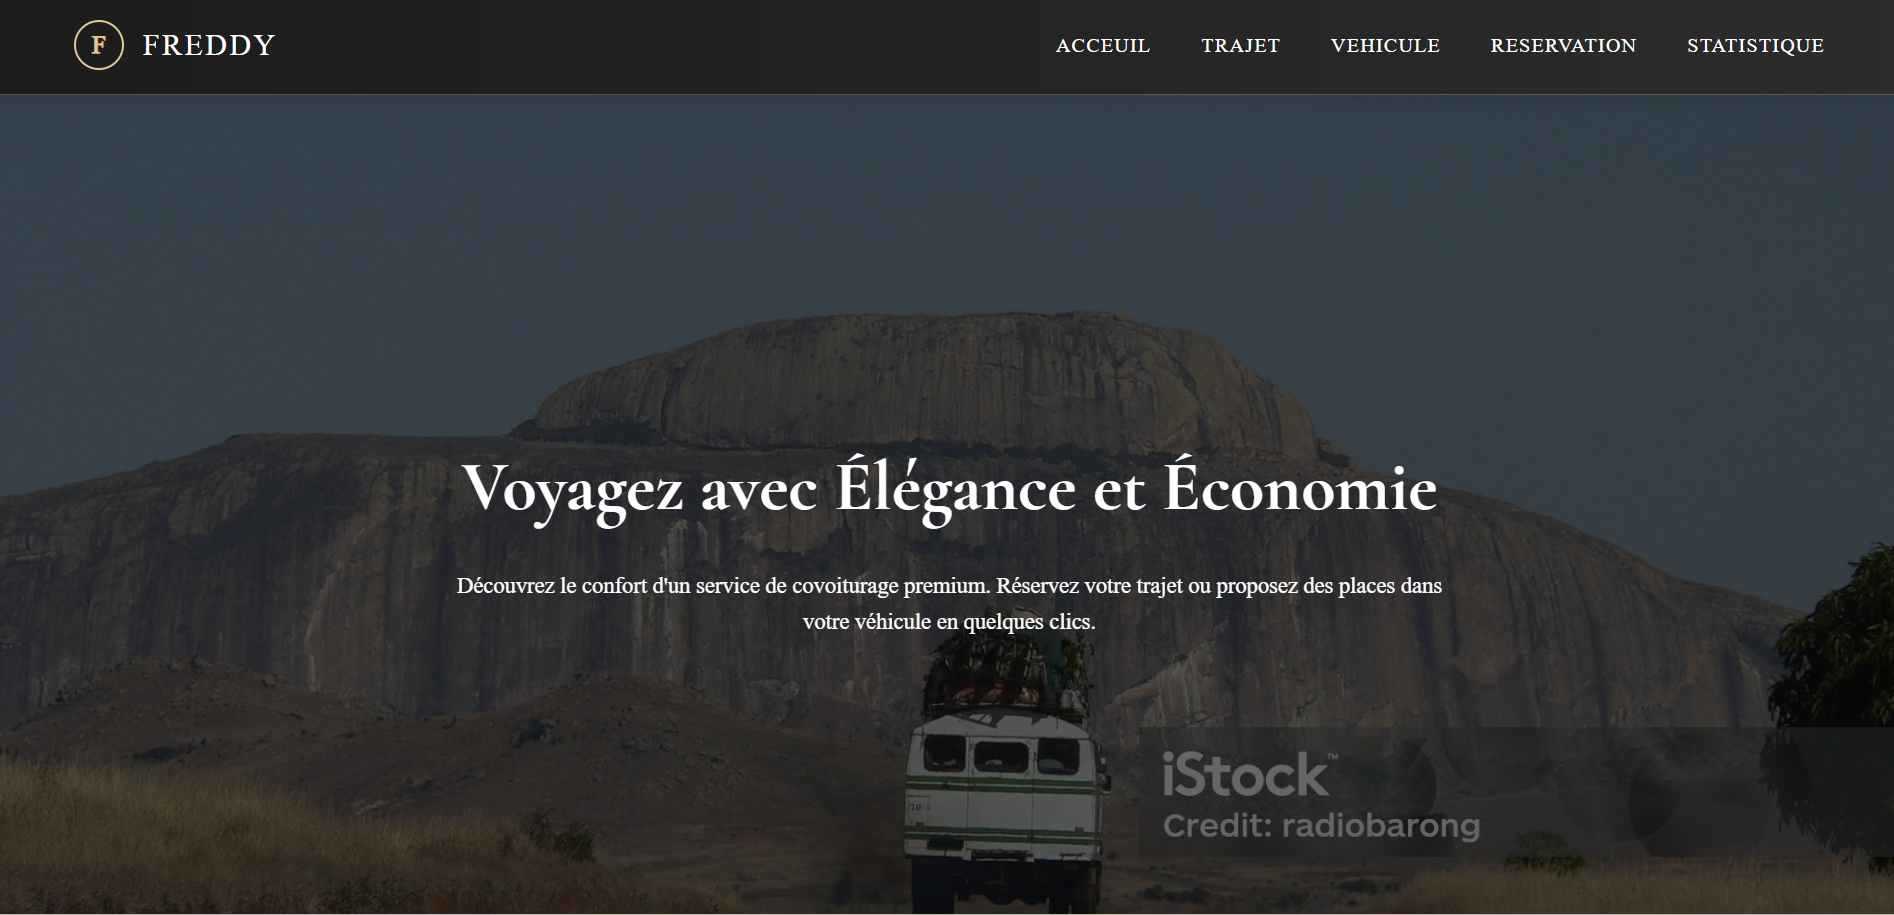 F FREDDY ACCEUIL TRAJET VEHICULE RESERVATION STATISTIQUE
Voyagez avec Élégance et Économie
Découvrez le confort d'un service de covoiturage premium. Réservez votre trajet ou proposez des places dans
votre véhicule en quelques clics.
iStock™
Credit: radiobarong